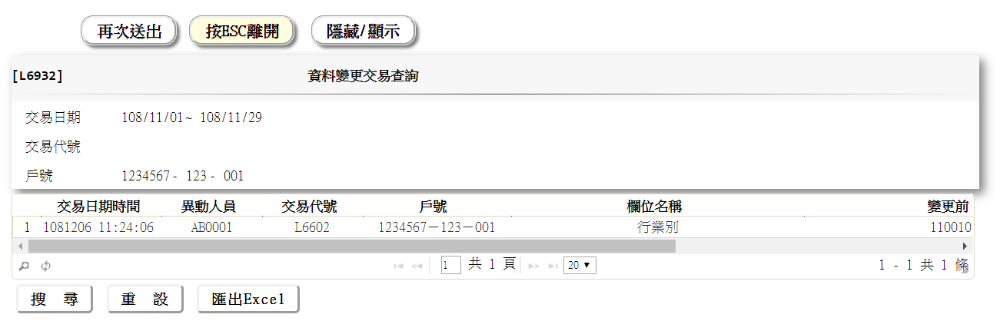 再次送出 按ESC離開 隱藏/顯示
[L6932] 資料變更交易查詢
交易日期 108/11/01~ 108/11/29
交易代號
戶號 1234567- 123- 001
交易日期時間 異動人員 交易代號 戶號 欄位名稱 變更前
1 1081206 11:24:06 AB0001 L6602 1234567－123－001 行業別 110010
1 共 1 頁 20 1 - 1 共 1 條
搜 尋 重 設 匯出Excel